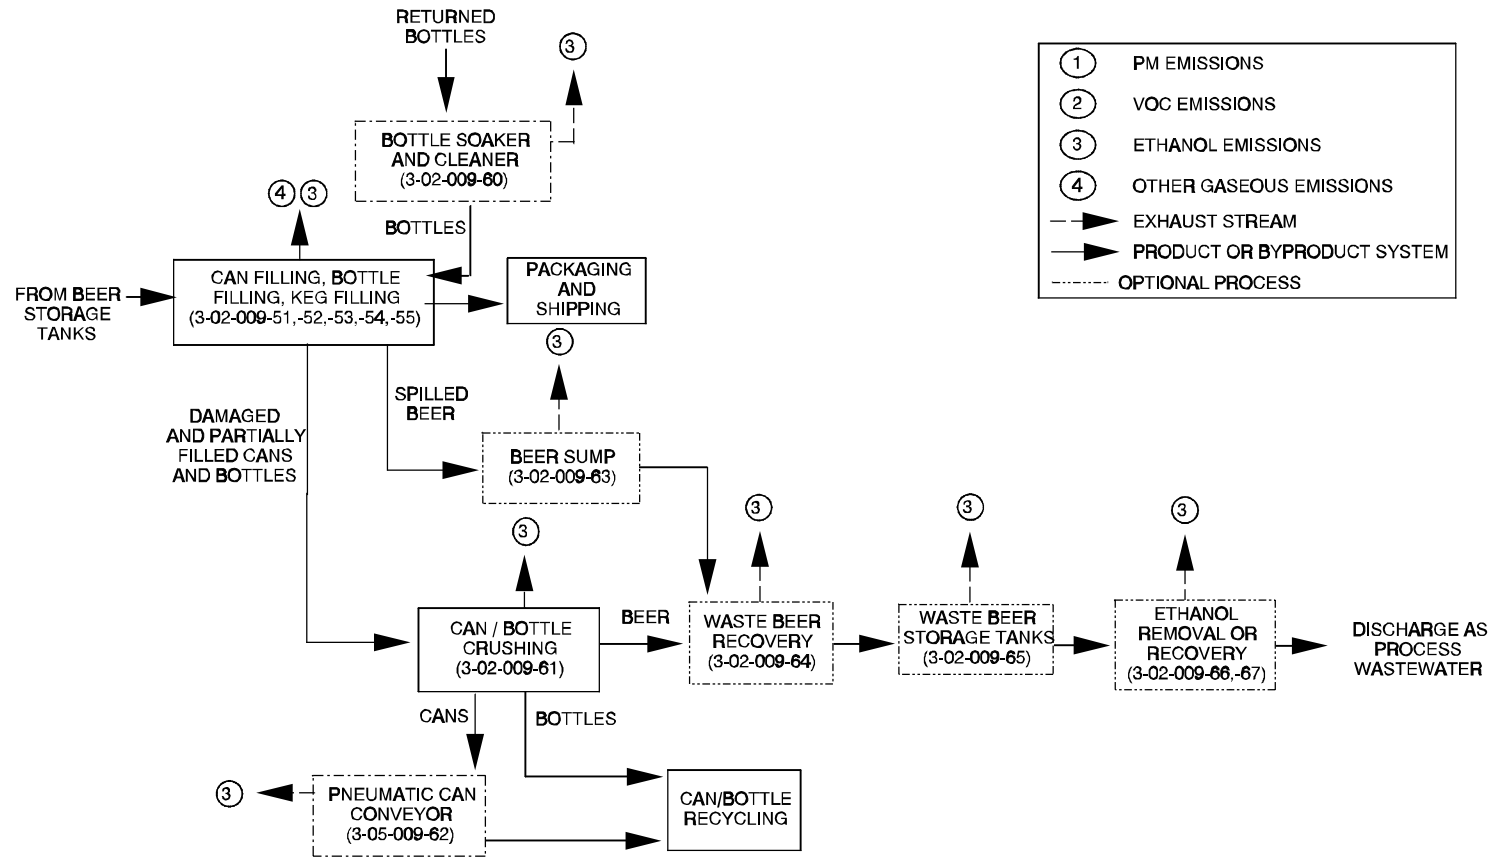 RETURNED
BOTTLES
3
BOTTLE SOAKER
AND CLEANER
(3-02-009-60)
4 3
BOTTLES
FROM BEER
STORAGE
TANKS
CAN FILLING, BOTTLE
FILLING, KEG FILLING
(3-02-009-51,-52,-53,-54,-55)
PACKAGING
AND
SHIPPING
3
SPILLED
BEER
DAMAGED
AND PARTIALLY
FILLED CANS
AND BOTTLES
BEER SUMP
(3-02-009-63)
3
3
3
3
CAN / BOTTLE
CRUSHING
(3-02-009-61)
BEER
WASTE BEER
RECOVERY
(3-02-009-64)
WASTE BEER
STORAGE TANKS
(3-02-009-65)
ETHANOL
REMOVAL OR
RECOVERY
(3-02-009-66,-67)
DISCHARGE AS
PROCESS
WASTEWATER
CANS
BOTTLES
3
PNEUMATIC CAN
CONVEYOR
(3-05-009-62)
CAN/BOTTLE
RECYCLING
1 PM EMISSIONS
2 VOC EMISSIONS
3 ETHANOL EMISSIONS
4 OTHER GASEOUS EMISSIONS
EXHAUST STREAM
PRODUCT OR BYPRODUCT SYSTEM
OPTIONAL PROCESS